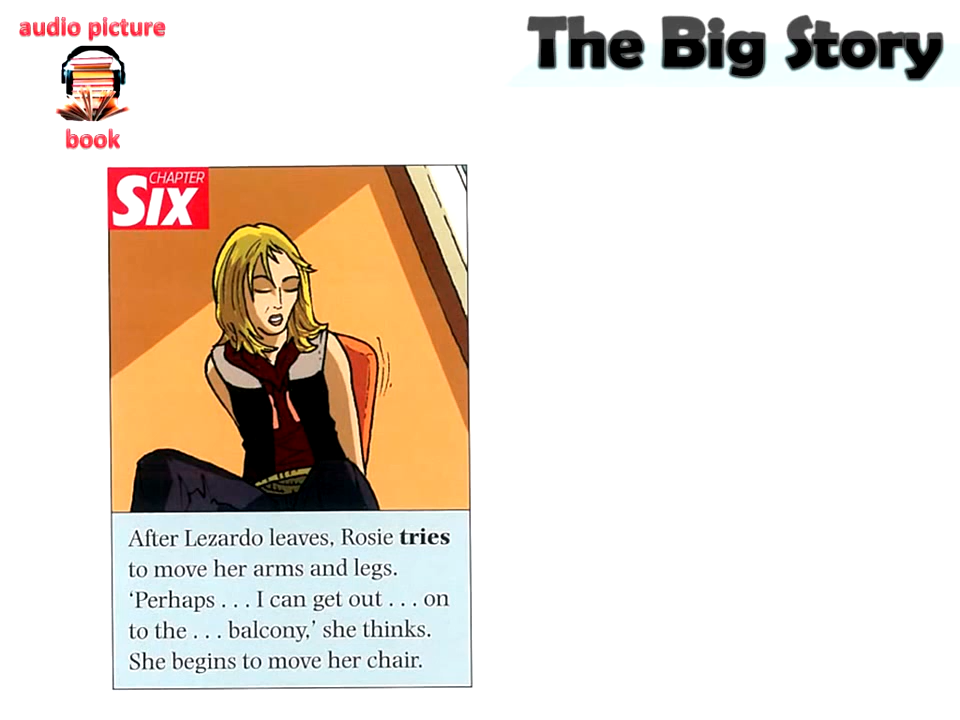 audio picture
book
The Big Story
CHAPTER
SIX
After Lezardo leaves, Rosie tries
to move her arms and legs.
‘Perhaps . . . I can get out . . . on
to the . . . balcony,’ she thinks.
She begins to move her chair.